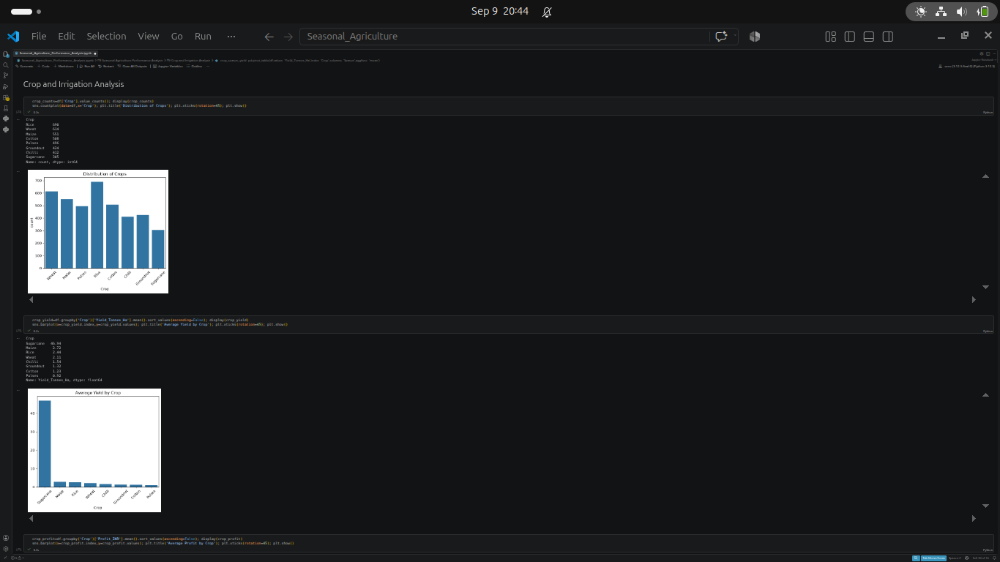 Sep 9 20:44
File Edit Selection View Go Run ···
Seasonal_Agriculture
Seasonal_Agriculture_Performance_Analysis.ipynb
Generate + Code + Markdown Run All Restart Clear All Outputs Jupyter Variables Outline ···
Crop and Irrigation Analysis
crop_counts=df['Crop'].value_counts(); display(crop_counts)
sns.countplot(data=df,x='Crop'); plt.title('Distribution of Crops'); plt.xticks(rotation=45); plt.show()
Python
Crop
Rice 690
Wheat 614
Maize 551
Cotton 508
Pulses 496
Groundnut 424
Chilli 412
Sugarcane 305
Name: count, dtype: int64
Distribution of Crops
700
600
500
400
300
200
100
0
count
Wheat Maize Pulses Rice Cotton Chilli Groundnut Sugarcane
Crop
crop_yield=df.groupby('Crop')['Yield_Tonnes_Ha'].mean().sort_values(ascending=False); display(crop_yield)
sns.barplot(x=crop_yield.index,y=crop_yield.values); plt.title('Average Yield by Crop'); plt.xticks(rotation=45); plt.show()
Python
Crop
Sugarcane 46.94
Maize 2.72
Rice 2.44
Wheat 2.11
Chilli 1.54
Groundnut 1.32
Cotton 1.23
Pulses 0.92
Name: Yield_Tonnes_Ha, dtype: float64
Average Yield by Crop
40
30
20
10
0
Sugarcane Maize Rice Wheat Chilli Groundnut Cotton Pulses
Crop
crop_profit=df.groupby('Crop')['Profit_INR'].mean().sort_values(ascending=False); display(crop_profit)
sns.barplot(x=crop_profit.index,y=crop_profit.values); plt.title('Average Profit by Crop'); plt.xticks(rotation=45); plt.show()
Python